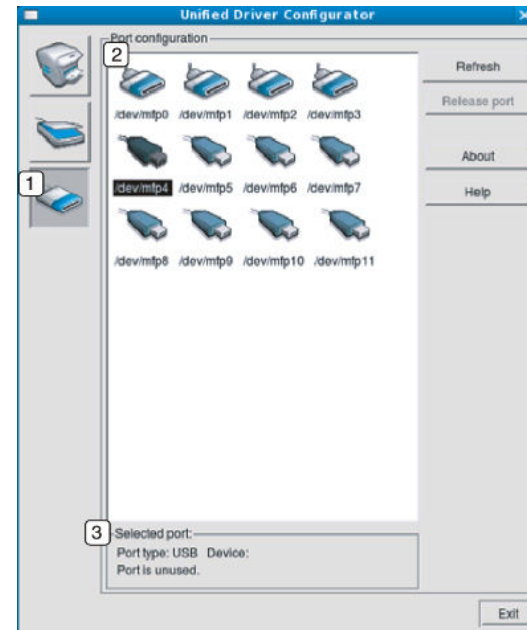 Unified Driver Configurator
Port configuration
2
Refresh
/dev/mfp0 /dev/mfp1 /dev/mfp2 /dev/mfp3
Release port
About
1
/dev/mfp4 /dev/mfp5 /dev/mfp6 /dev/mfp7
Help
/dev/mfp8 /dev/mfp9 /dev/mfp10 /dev/mfp11
3
Selected port:
Port type: USB Device:
Port is unused.
Exit